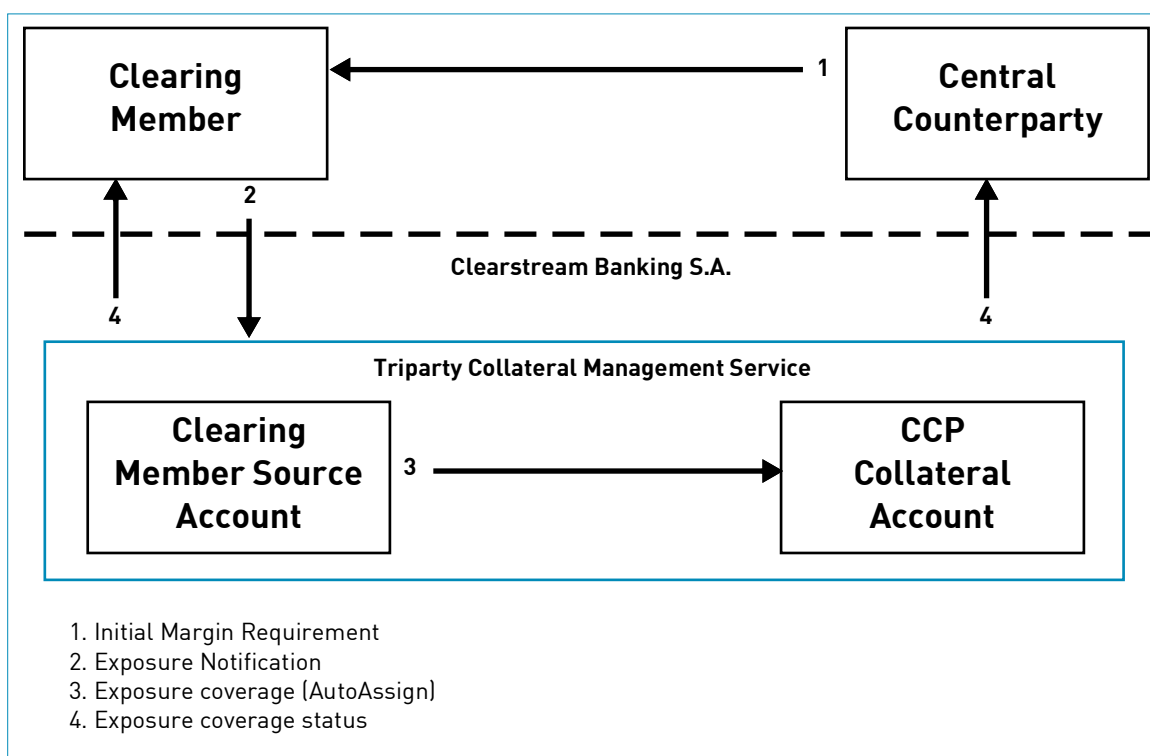 Clearing
Member
1
Central
Counterparty
2
Clearstream Banking S.A.
4
4
Triparty Collateral Management Service
Clearing
Member Source
Account
3
CCP
Collateral
Account
1. Initial Margin Requirement
2. Exposure Notification
3. Exposure coverage (AutoAssign)
4. Exposure coverage status